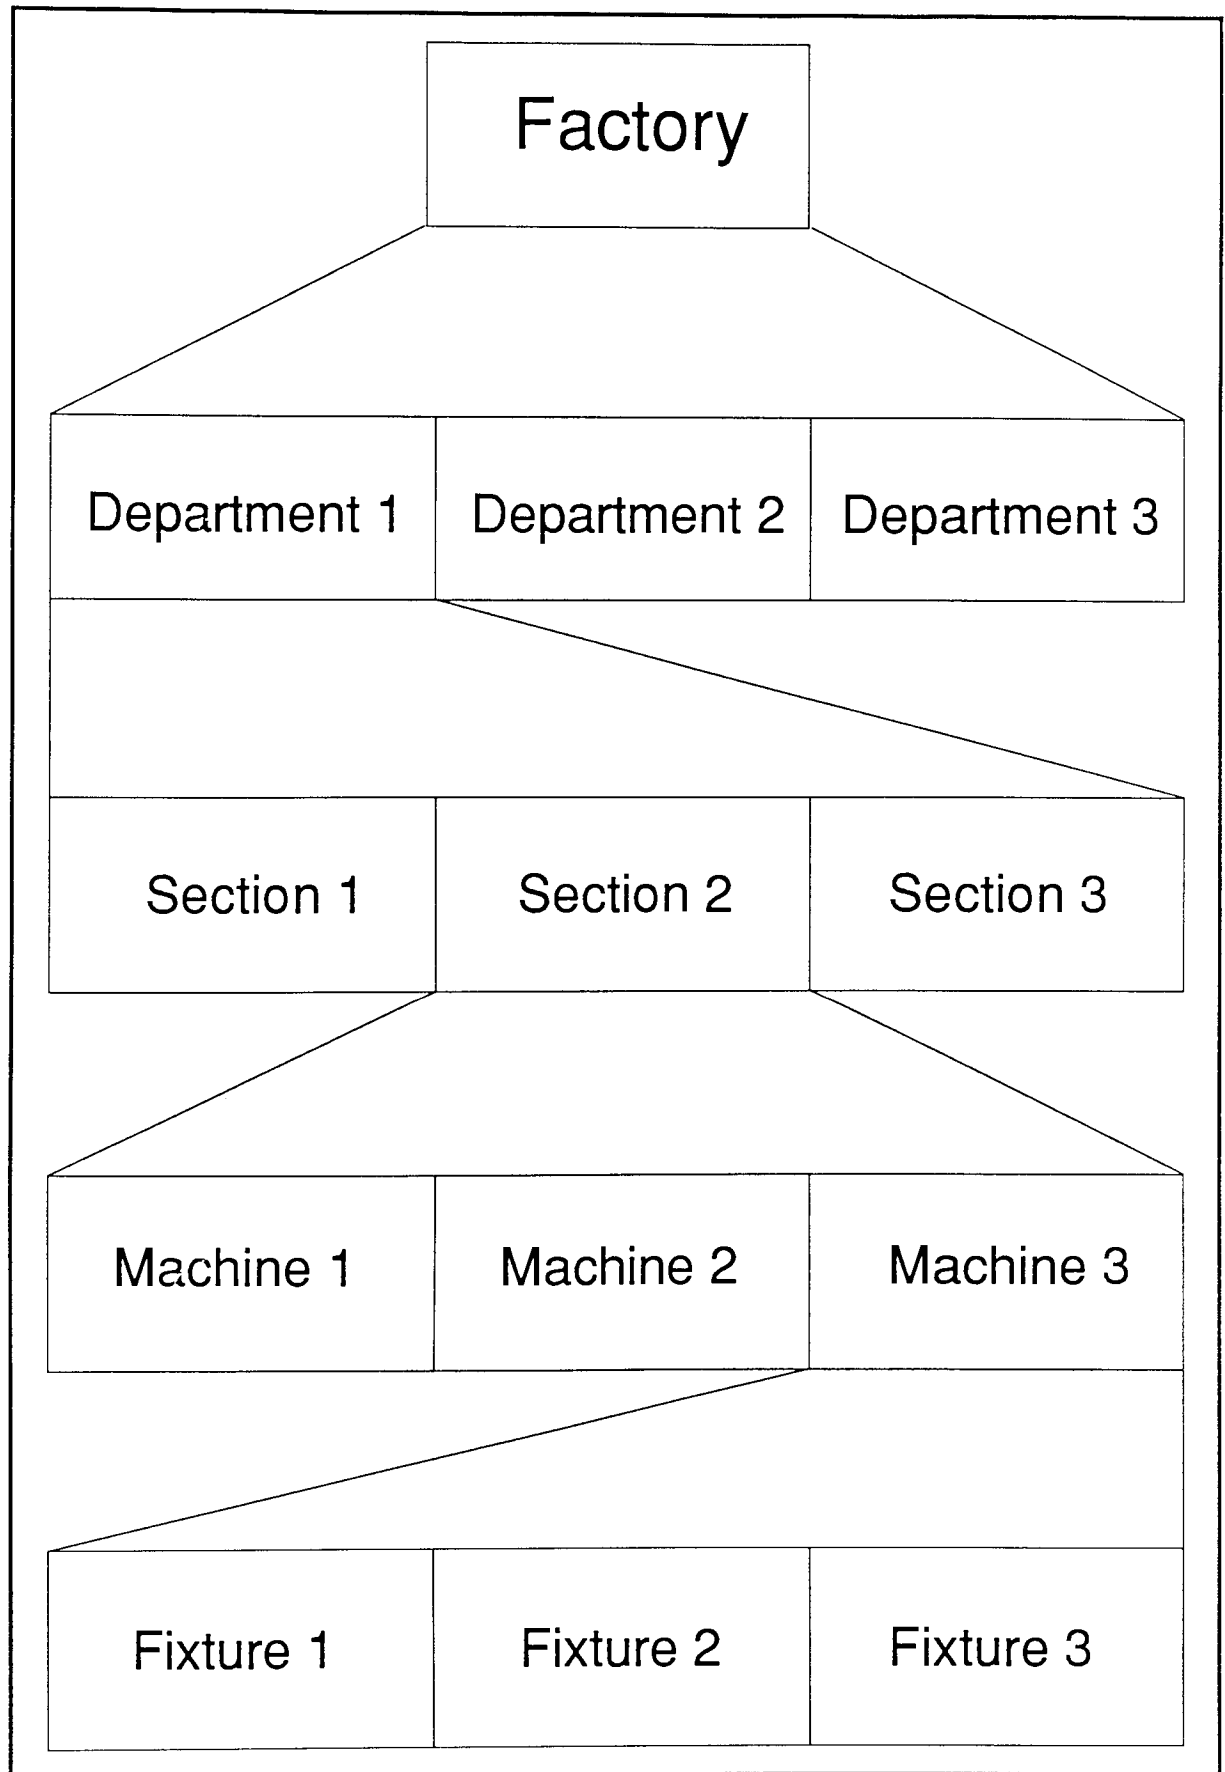 Factory
Department 1 Department 2 Department 3
Section 1 Section 2 Section 3
Machine 1 Machine 2 Machine 3
Fixture 1 Fixture 2 Fixture 3